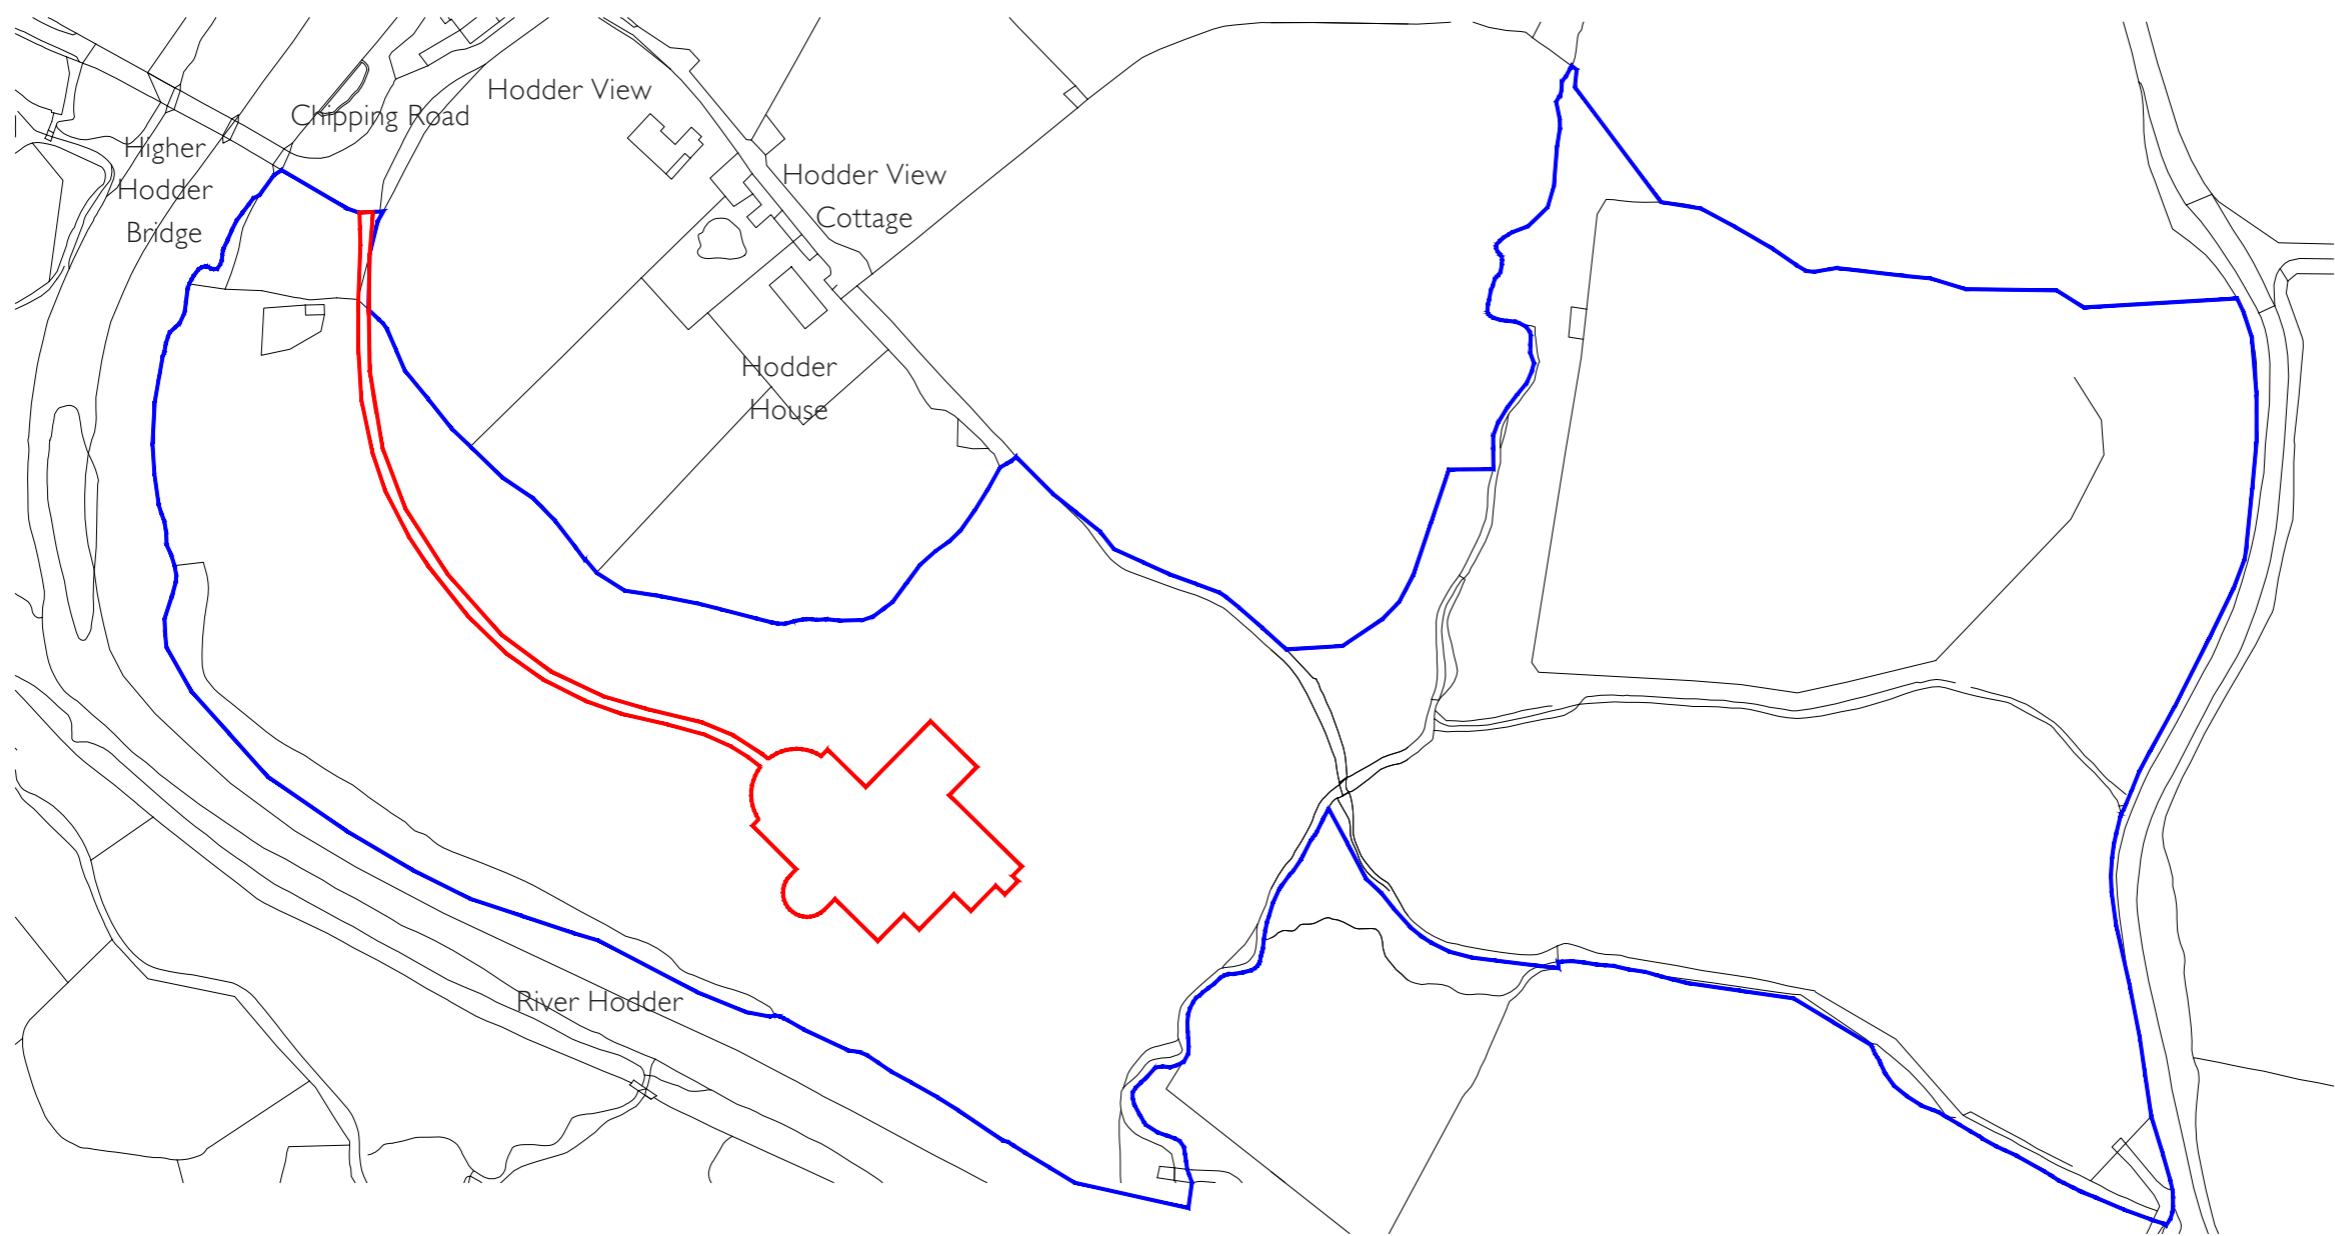 Hodder View
Chipping Road
Higher
Hodder
Bridge
Hodder View
Cottage
Hodder
House
River Hodder